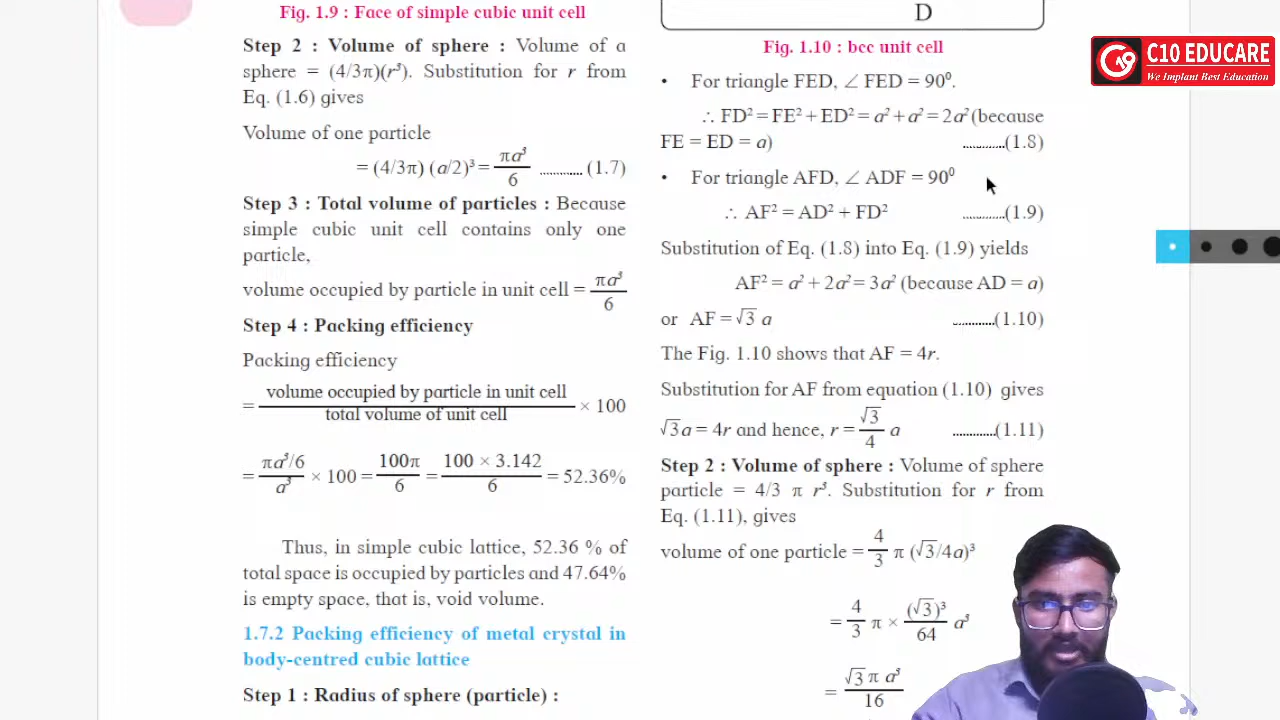 Fig. 1.9 : Face of simple cubic unit cell
Step 2 : Volume of sphere : Volume of a
sphere = (4/3π)(r³). Substitution for r from
Eq. (1.6) gives
Volume of one particle
= (4/3π) (a/2)³ = πa³/6 ............ (1.7)
Step 3 : Total volume of particles : Because
simple cubic unit cell contains only one
particle,
volume occupied by particle in unit cell = πa³/6
Step 4 : Packing efficiency
Packing efficiency
= volume occupied by particle in unit cell / total volume of unit cell × 100
= πa³/6 / a³ × 100 = 100π/6 = 100 × 3.142/6 = 52.36%
Thus, in simple cubic lattice, 52.36 % of
total space is occupied by particles and 47.64%
is empty space, that is, void volume.
1.7.2 Packing efficiency of metal crystal in
body-centred cubic lattice
Step 1 : Radius of sphere (particle) :
D
Fig. 1.10 : bcc unit cell
• For triangle FED, ∠ FED = 90⁰.
∴ FD² = FE² + ED² = a² + a² = 2a² (because
FE = ED = a) ............(1.8)
• For triangle AFD, ∠ ADF = 90⁰
∴ AF² = AD² + FD² ............(1.9)
Substitution of Eq. (1.8) into Eq. (1.9) yields
AF² = a² + 2a² = 3a² (because AD = a)
or AF = √3 a ............(1.10)
The Fig. 1.10 shows that AF = 4r.
Substitution for AF from equation (1.10) gives
√3a = 4r and hence, r = √3/4 a ............(1.11)
Step 2 : Volume of sphere : Volume of sphere
particle = 4/3 π r³. Substitution for r from
Eq. (1.11), gives
volume of one particle = 4/3 π (√3/4a)³
= 4/3 π × (√3)³/64 a³
= √3 π a³/16
C10 EDUCARE
We Implant Best Education